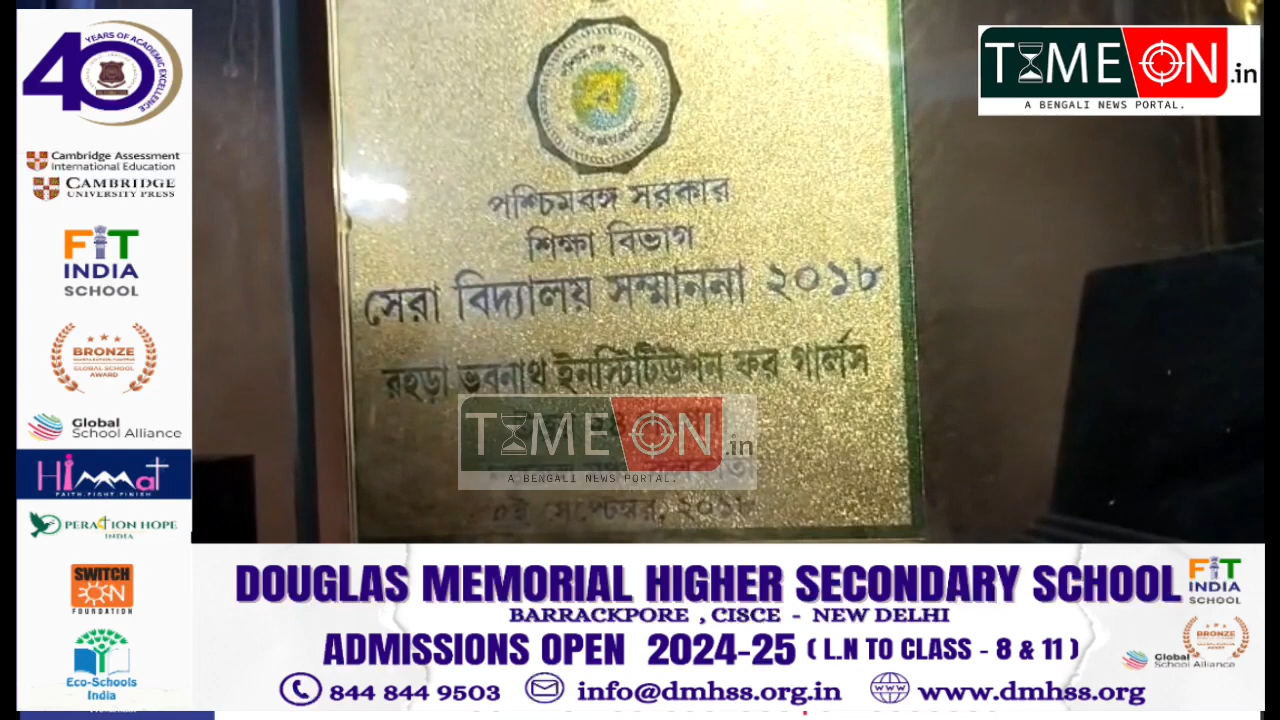 40 YEARS OF ACADEMIC EXCELLENCE
Cambridge Assessment
International Education
CAMBRIDGE
UNIVERSITY PRESS
FIT
INDIA
SCHOOL
BRONZE
GLOBAL SCHOOL
AWARD
Global
School Alliance
Himmat
FAITH.FIGHT.FINISH
OPERATION HOPE
INDIA
SWITCH
ON
FOUNDATION
Eco-Schools
India
TIMEON.in
A BENGALI NEWS PORTAL.
পশ্চিমবঙ্গ সরকার
শিক্ষা বিভাগ
সেরা বিদ্যালয় সম্মাননা ২০১৮
রহড়া ভবনাথ ইনস্টিটিউশন ফর গার্লস
TIMEON.in
A BENGALI NEWS PORTAL.
৫ই সেপ্টেম্বর, ২০১৮
DOUGLAS MEMORIAL HIGHER SECONDARY SCHOOL
BARRACKPORE , CISCE - NEW DELHI
ADMISSIONS OPEN 2024-25 ( L.N TO CLASS - 8 & 11 )
844 844 9503 info@dmhss.org.in www.dmhss.org
FIT
INDIA
SCHOOL
BRONZE
Global
School Alliance